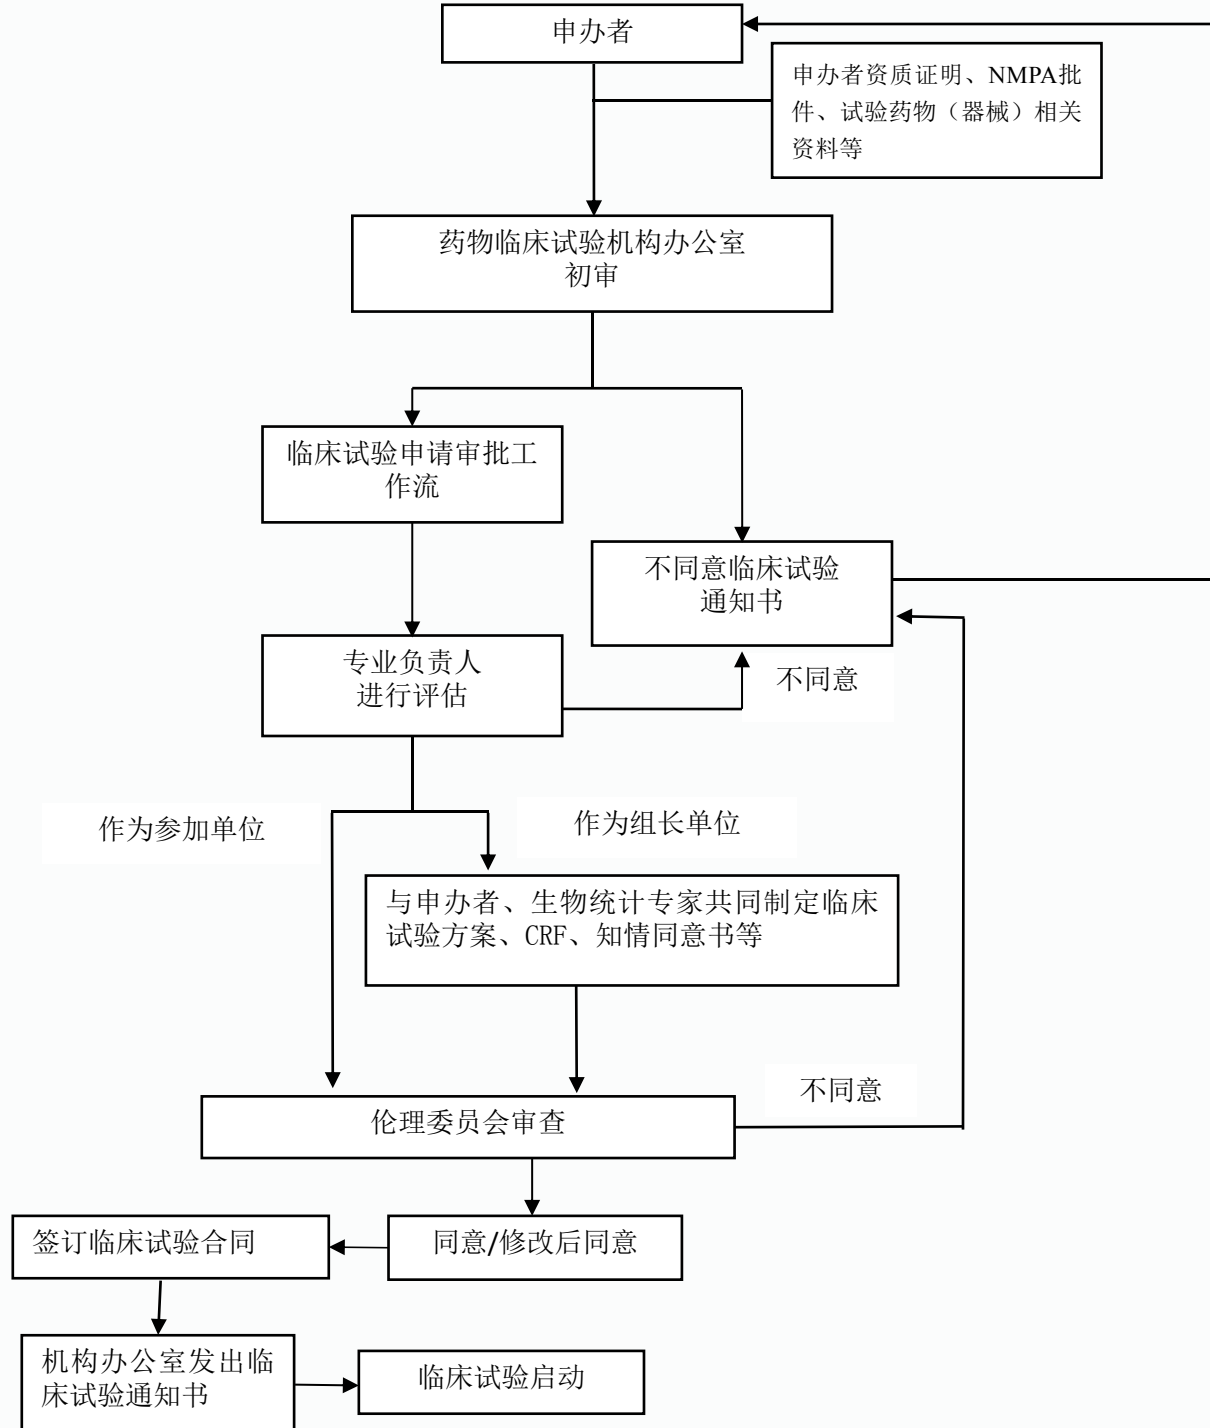 申办者
申办者资质证明、NMPA批
件、试验药物（器械）相关
资料等
药物临床试验机构办公室
初审
临床试验申请审批工
作流
不同意临床试验
通知书
专业负责人
进行评估
不同意
作为参加单位
作为组长单位
与申办者、生物统计专家共同制定临床
试验方案、CRF、知情同意书等
不同意
伦理委员会审查
签订临床试验合同
同意/修改后同意
机构办公室发出临
床试验通知书
临床试验启动